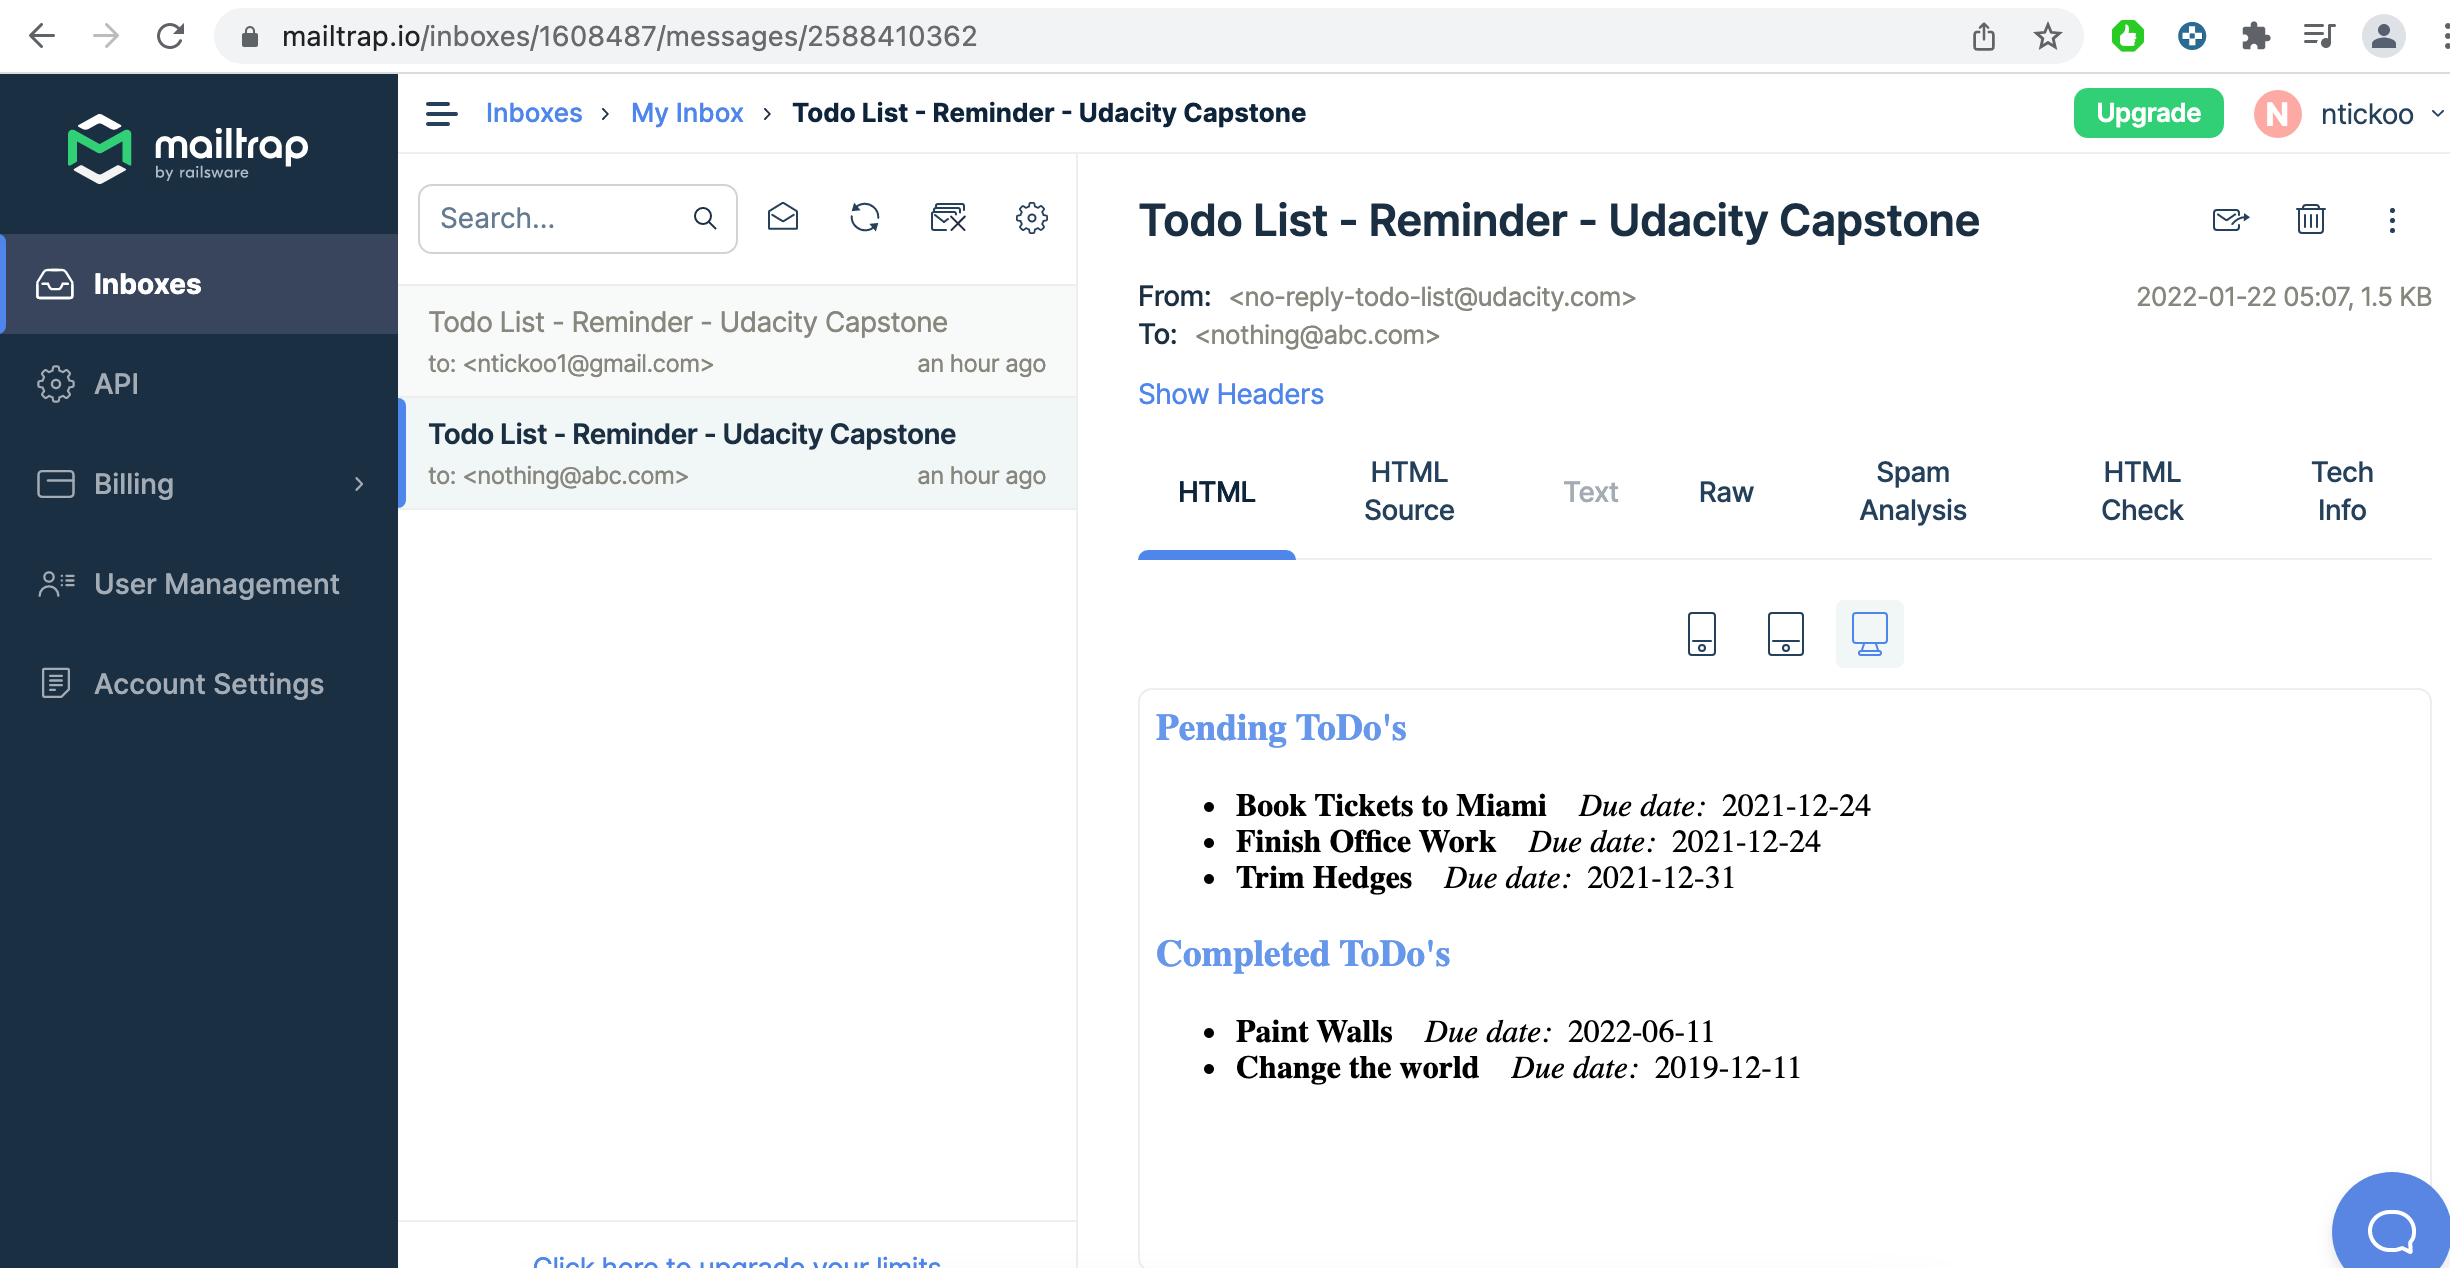 mailtrap.io/inboxes/1608487/messages/2588410362
mailtrap
by railsware
Inboxes
API
Billing
User Management
Account Settings
Inboxes > My Inbox > Todo List - Reminder - Udacity Capstone
Upgrade
N
ntickoo
Search...
Todo List - Reminder - Udacity Capstone
to: <ntickoo1@gmail.com> an hour ago
Todo List - Reminder - Udacity Capstone
to: <nothing@abc.com> an hour ago
Click here to upgrade your limits
Todo List - Reminder - Udacity Capstone
From: <no-reply-todo-list@udacity.com> 2022-01-22 05:07, 1.5 KB
To: <nothing@abc.com>
Show Headers
HTML
HTML
Source
Text
Raw
Spam
Analysis
HTML
Check
Tech
Info
Pending ToDo's
• Book Tickets to Miami Due date: 2021-12-24
• Finish Office Work Due date: 2021-12-24
• Trim Hedges Due date: 2021-12-31
Completed ToDo's
• Paint Walls Due date: 2022-06-11
• Change the world Due date: 2019-12-11